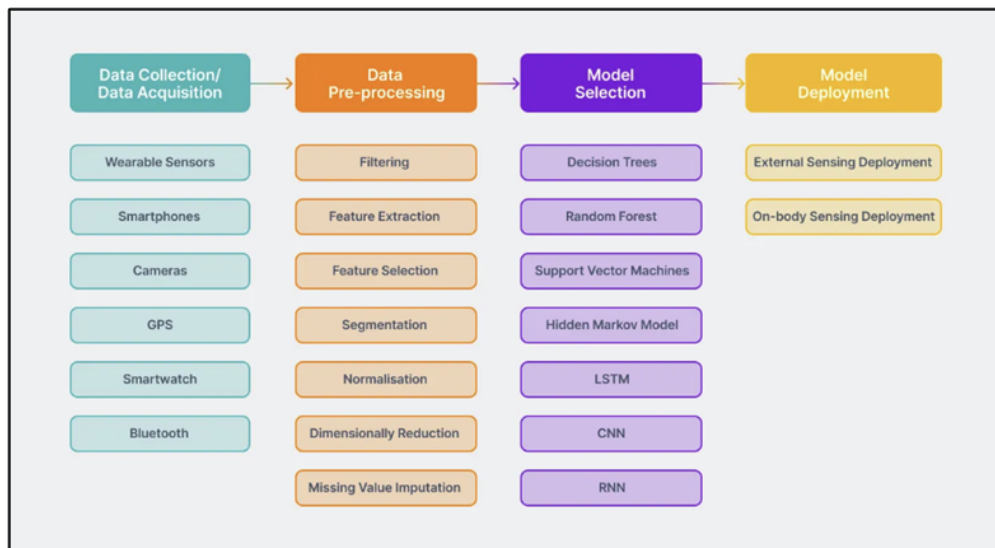 Data Collection/
Data Acquisition
Data
Pre-processing
Model
Selection
Model
Deployment
Wearable Sensors
Smartphones
Cameras
GPS
Smartwatch
Bluetooth
Filtering
Feature Extraction
Feature Selection
Segmentation
Normalisation
Dimensionally Reduction
Missing Value Imputation
Decision Trees
Random Forest
Support Vector Machines
Hidden Markov Model
LSTM
CNN
RNN
External Sensing Deployment
On-body Sensing Deployment